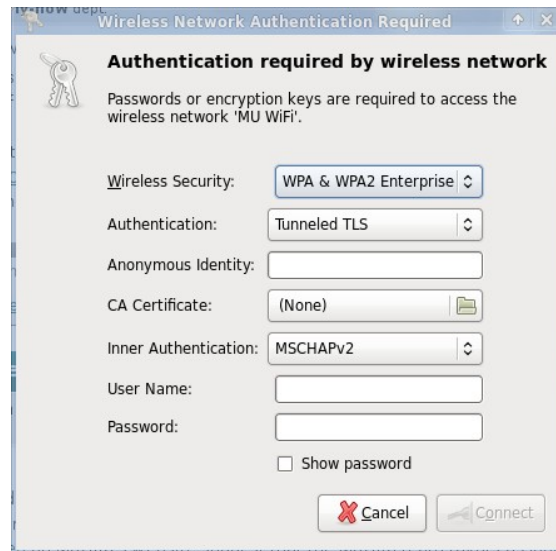 Wireless Network Authentication Required
Authentication required by wireless network
Passwords or encryption keys are required to access the
wireless network 'MU WiFi'.
Wireless Security: WPA & WPA2 Enterprise
Authentication: Tunneled TLS
Anonymous Identity:
CA Certificate: (None)
Inner Authentication: MSCHAPv2
User Name:
Password:
Show password
Cancel Connect